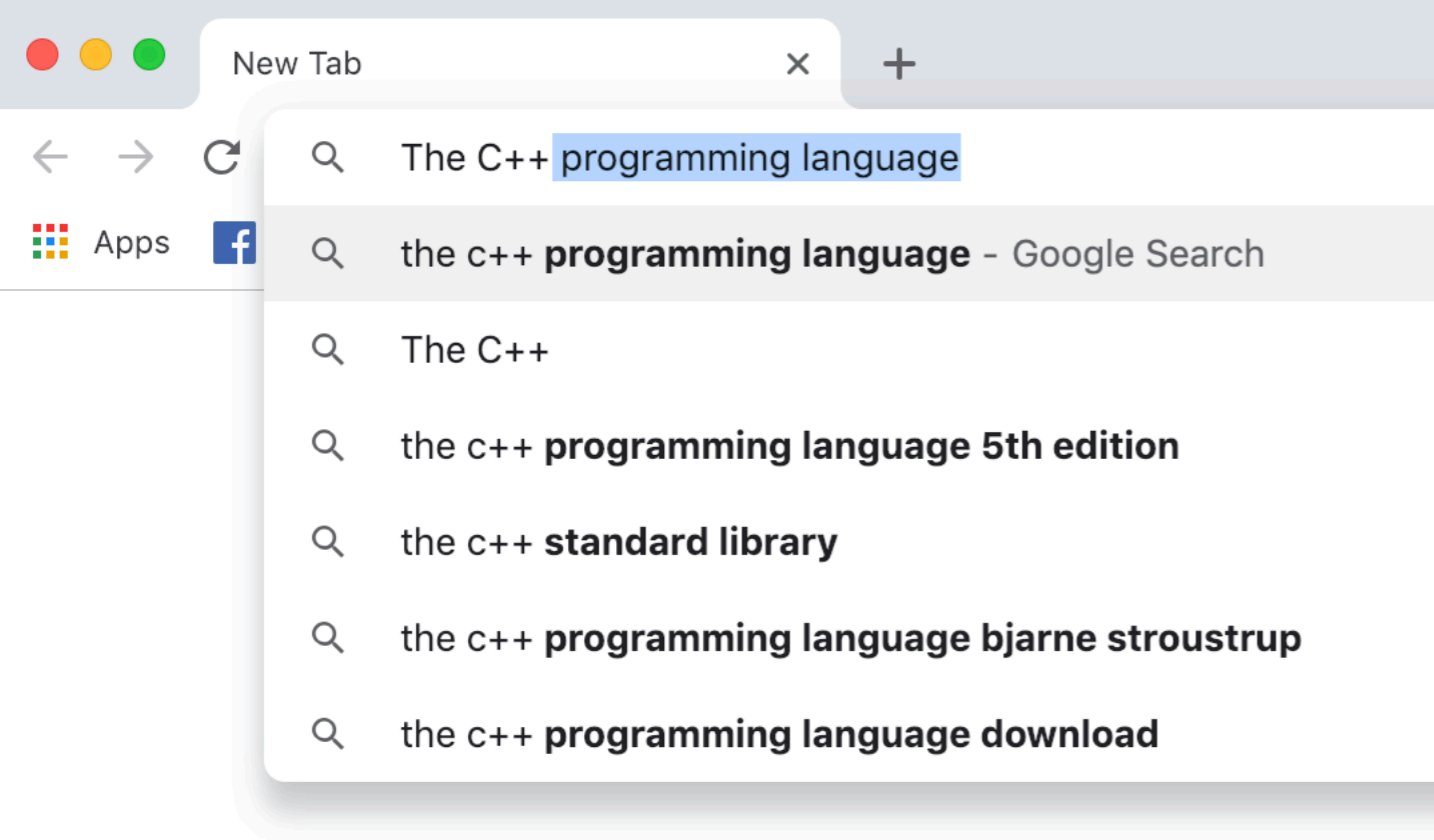 New Tab
The C++ programming language
Apps
the c++ programming language - Google Search
The C++
the c++ programming language 5th edition
the c++ standard library
the c++ programming language bjarne stroustrup
the c++ programming language download